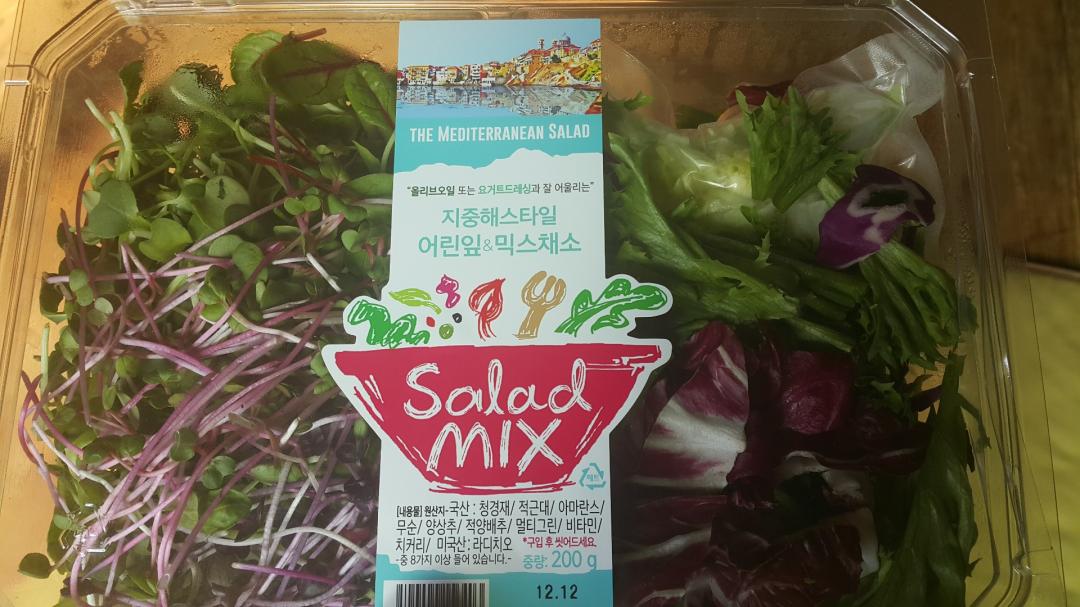 THE MEDITERRANEAN SALAD
"올리브오일 또는 요거트드레싱과 잘 어울리는"
지중해스타일
어린잎&믹스채소
Salad
MIX
페트
[내용물] 원산지-국산 : 청경재/ 적근대/ 아마란스/
무순/ 양상추/ 적양배추/ 멀티그린/ 비타민/
치커리/ 미국산:라디치오 *구입 후 씻어드세요.
-중 8가지 이상 들어 있습니다.- 중량: 200 g
12.12